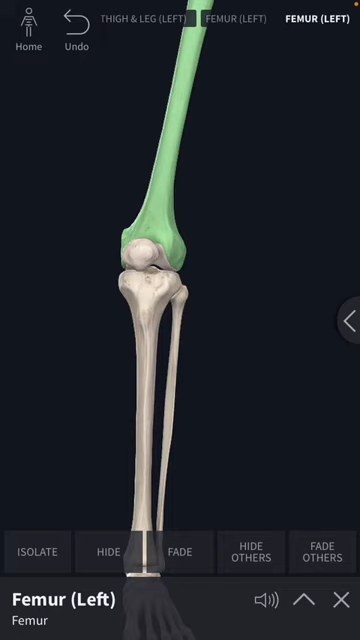 THIGH & LEG (LEFT) FEMUR (LEFT) FEMUR (LEFT)
Home Undo
ISOLATE HIDE FADE HIDE OTHERS FADE OTHERS
Femur (Left)
Femur